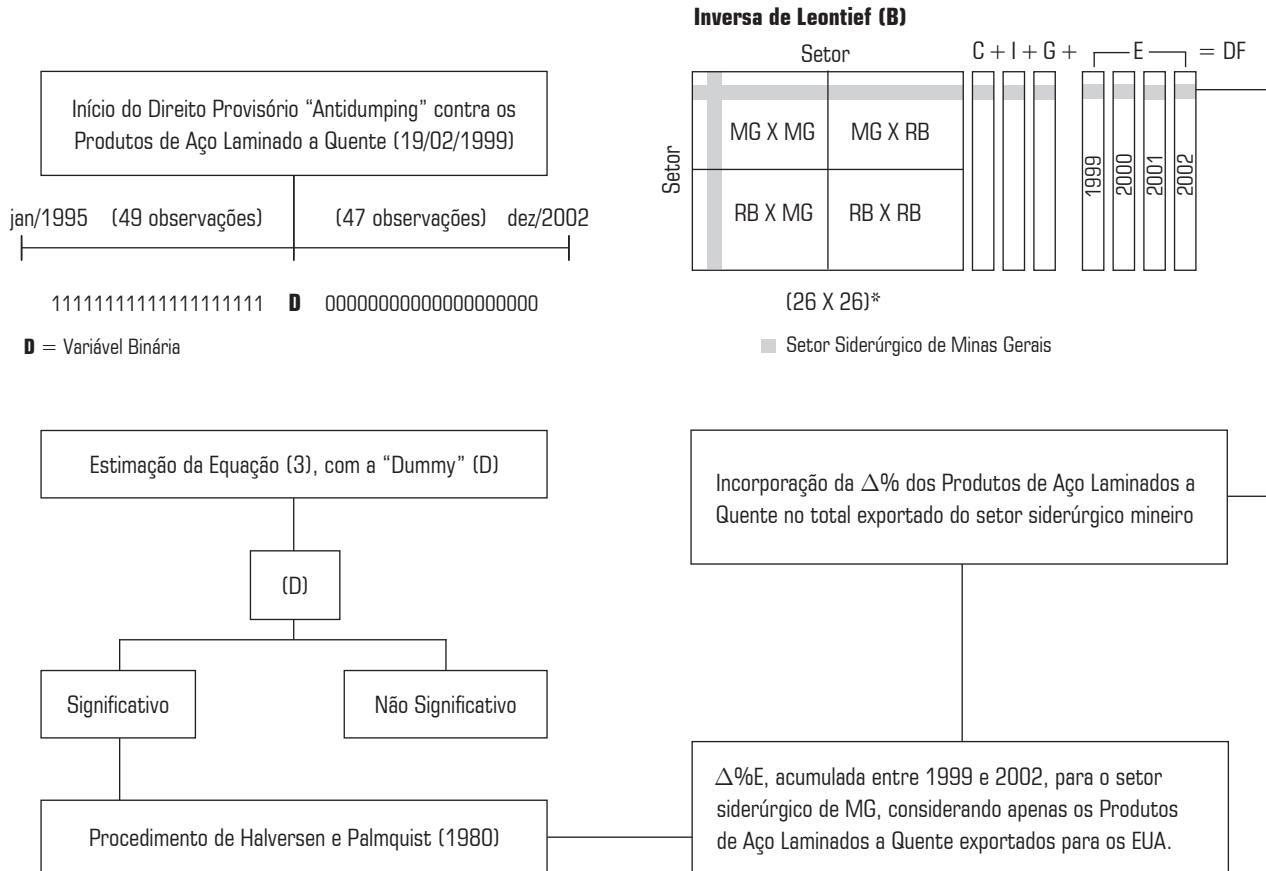 Início do Direito Provisório “Antidumping” contra os
Produtos de Aço Laminado a Quente (19/02/1999)
jan/1995 (49 observações) (47 observações) dez/2002
11111111111111111111 D 00000000000000000000
D = Variável Binária
Inversa de Leontief (B)
Setor C + I + G + E = DF
Setor
MG X MG MG X RB
RB X MG RB X RB
1999
2000
2001
2002
(26 X 26)*
Setor Siderúrgico de Minas Gerais
Estimação da Equação (3), com a “Dummy” (D)
(D)
Significativo Não Significativo
Procedimento de Halversen e Palmquist (1980)
Incorporação da Δ% dos Produtos de Aço Laminados a
Quente no total exportado do setor siderúrgico mineiro
Δ%E, acumulada entre 1999 e 2002, para o setor
siderúrgico de MG, considerando apenas os Produtos
de Aço Laminados a Quente exportados para os EUA.